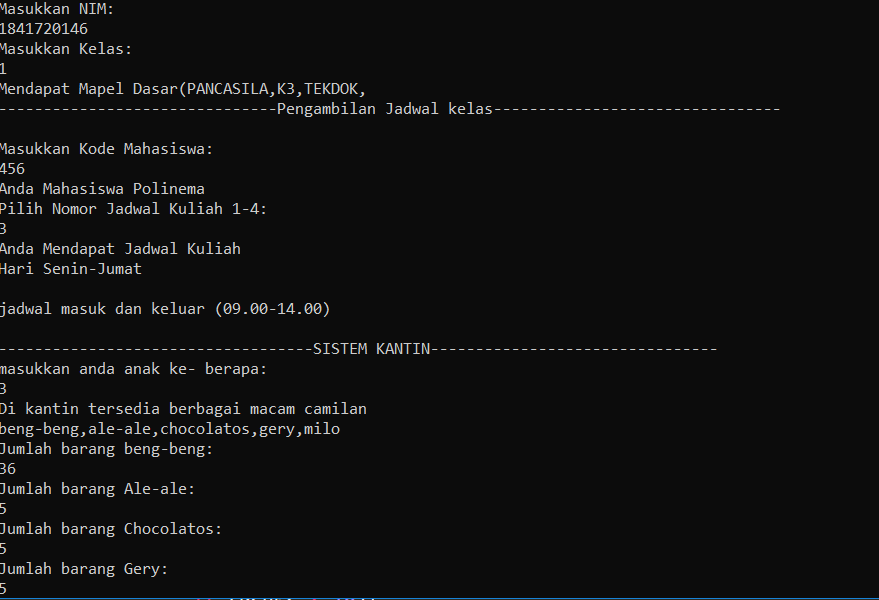 Masukkan NIM:
1841720146
Masukkan Kelas:
1
Mendapat Mapel Dasar(PANCASILA,K3,TEKDOK,
-------------------------------Pengambilan Jadwal kelas--------------------------------
Masukkan Kode Mahasiswa:
456
Anda Mahasiswa Polinema
Pilih Nomor Jadwal Kuliah 1-4:
3
Anda Mendapat Jadwal Kuliah
Hari Senin-Jumat
jadwal masuk dan keluar (09.00-14.00)
-----------------------------------SISTEM KANTIN--------------------------------
masukkan anda anak ke- berapa:
3
Di kantin tersedia berbagai macam camilan
beng-beng,ale-ale,chocolatos,gery,milo
Jumlah barang beng-beng:
36
Jumlah barang Ale-ale:
5
Jumlah barang Chocolatos:
5
Jumlah barang Gery:
5